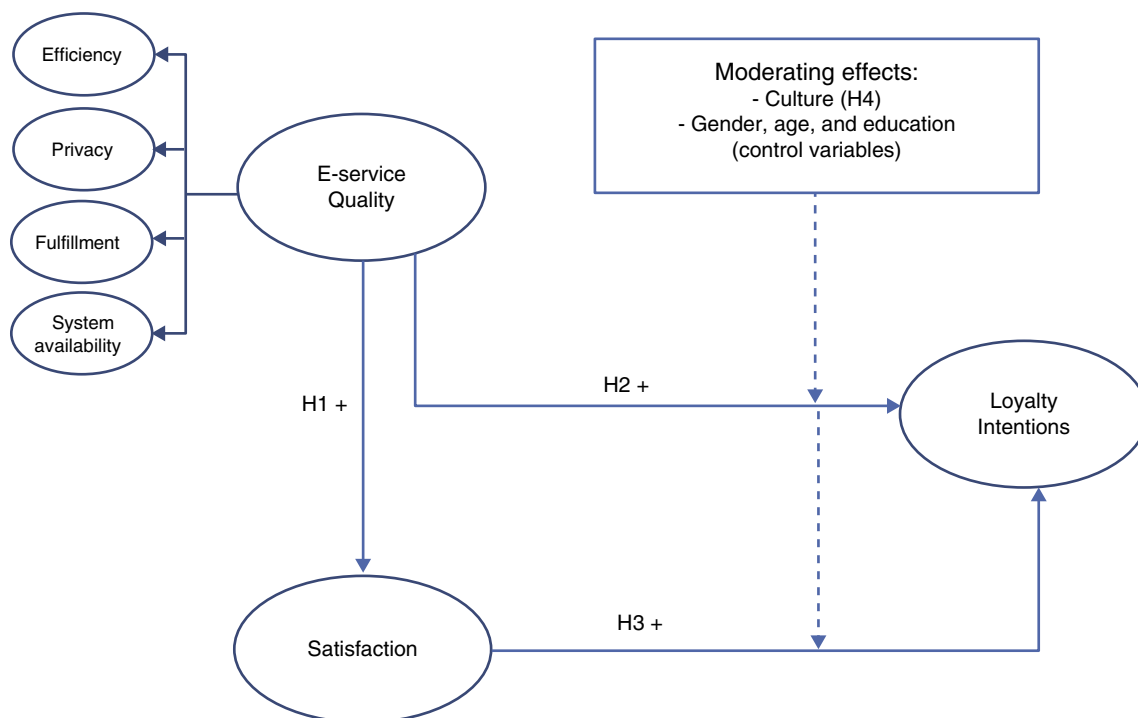 Efficiency
Privacy
Fulfillment
System
availability
E-service
Quality
Moderating effects:
- Culture (H4)
- Gender, age, and education
(control variables)
H1 +
H2 +
Loyalty
Intentions
Satisfaction
H3 +